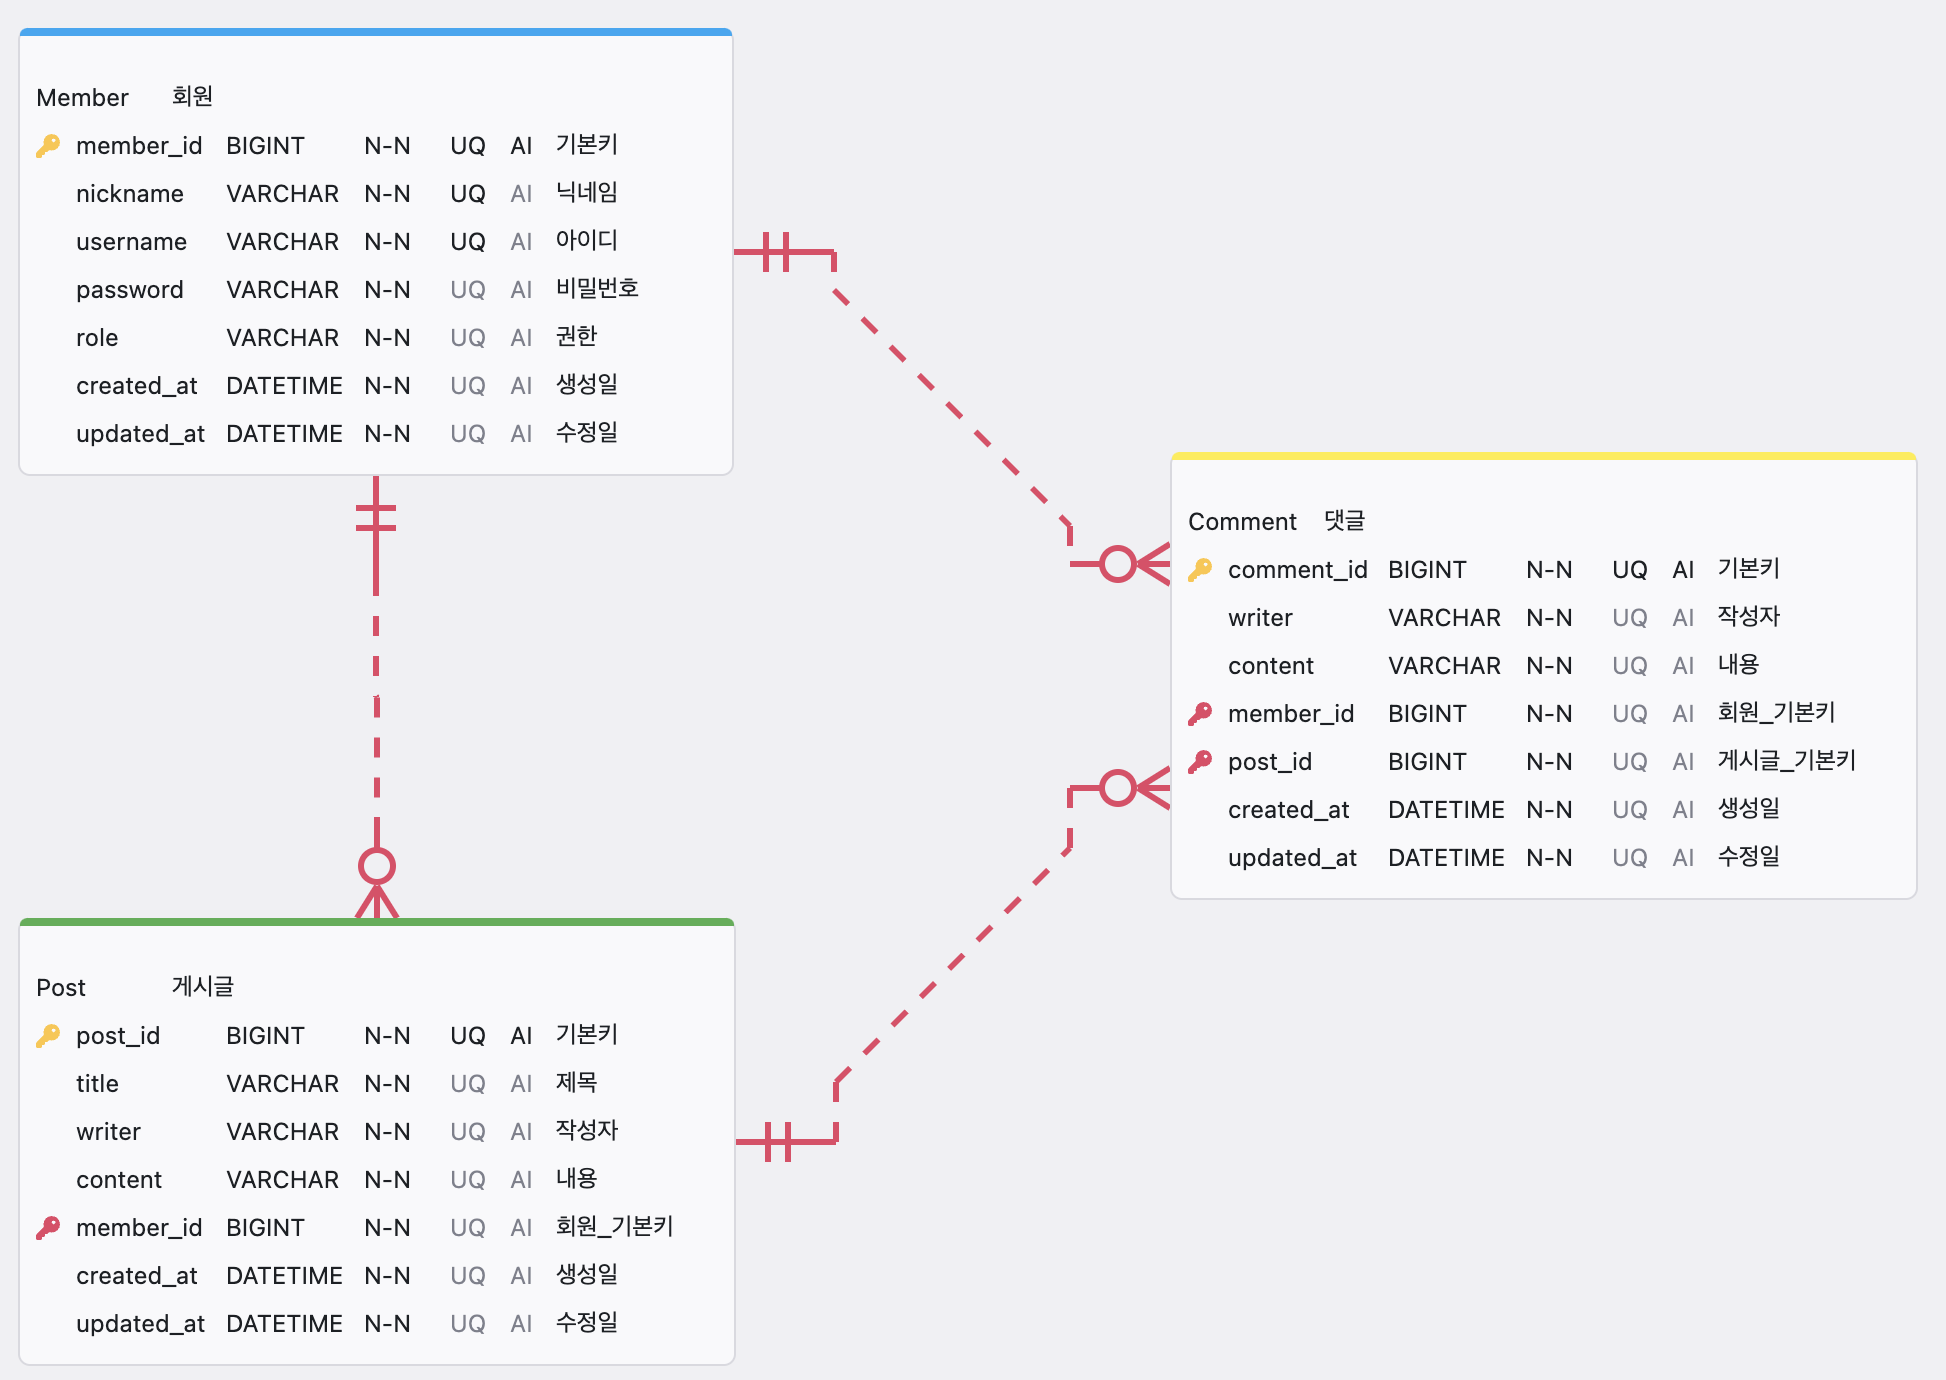 Member 회원
member_id BIGINT N-N UQ AI 기본키
nickname VARCHAR N-N UQ AI 닉네임
username VARCHAR N-N UQ AI 아이디
password VARCHAR N-N UQ AI 비밀번호
role VARCHAR N-N UQ AI 권한
created_at DATETIME N-N UQ AI 생성일
updated_at DATETIME N-N UQ AI 수정일
Comment 댓글
comment_id BIGINT N-N UQ AI 기본키
writer VARCHAR N-N UQ AI 작성자
content VARCHAR N-N UQ AI 내용
member_id BIGINT N-N UQ AI 회원_기본키
post_id BIGINT N-N UQ AI 게시글_기본키
created_at DATETIME N-N UQ AI 생성일
updated_at DATETIME N-N UQ AI 수정일
Post 게시글
post_id BIGINT N-N UQ AI 기본키
title VARCHAR N-N UQ AI 제목
writer VARCHAR N-N UQ AI 작성자
content VARCHAR N-N UQ AI 내용
member_id BIGINT N-N UQ AI 회원_기본키
created_at DATETIME N-N UQ AI 생성일
updated_at DATETIME N-N UQ AI 수정일